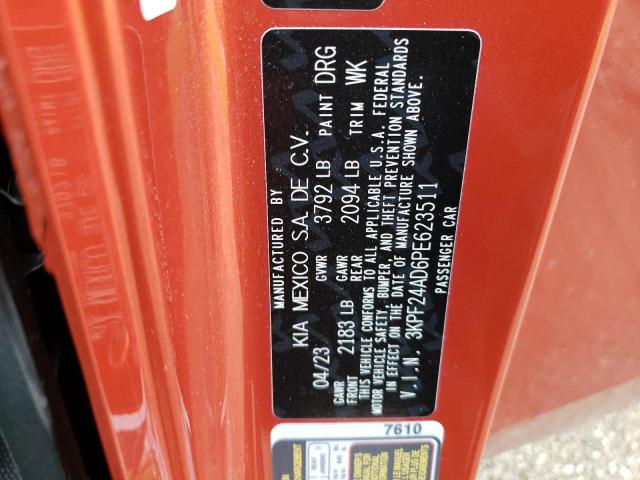 MANUFACTURED BY
KIA MEXICO S.A. DE C.V.
04/23 GVWR 3792 LB PAINT DRG
GAWR FRONT 2183 LB GAWR REAR 2094 LB TRIM WK
THIS VEHICLE CONFORMS TO ALL APPLICABLE U.S.A. FEDERAL
MOTOR VEHICLE SAFETY, BUMPER, AND THEFT PREVENTION STANDARDS
IN EFFECT ON THE DATE OF MANUFACTURE SHOWN ABOVE.
V.I.N. 3KPF24AD6PE623511
PASSENGER CAR
7610